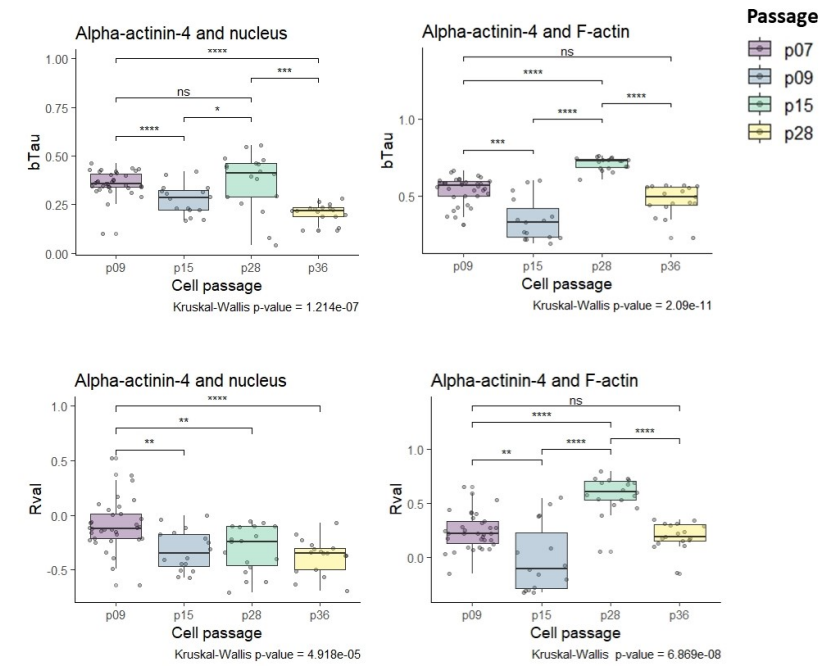 Passage
p07
p09
p15
p28
Alpha-actinin-4 and nucleus
bTau
1.00
0.75
0.50
0.25
0.00
****
***
ns
*
****
p09 p15 p28 p36
Cell passage
Kruskal-Wallis p-value = 1.214e-07
Alpha-actinin-4 and F-actin
bTau
1.0
0.5
ns
****
****
****
***
p09 p15 p28 p36
Cell passage
Kruskal-Wallis p-value = 2.09e-11
Alpha-actinin-4 and nucleus
Rval
1.0
0.5
0.0
-0.5
****
**
**
p09 p15 p28 p36
Cell passage
Kruskal-Wallis p-value = 4.918e-05
Alpha-actinin-4 and F-actin
Rval
1.0
0.5
0.0
ns
****
****
****
**
p09 p15 p28 p36
Cell passage
Kruskal-Wallis p-value = 6.869e-08